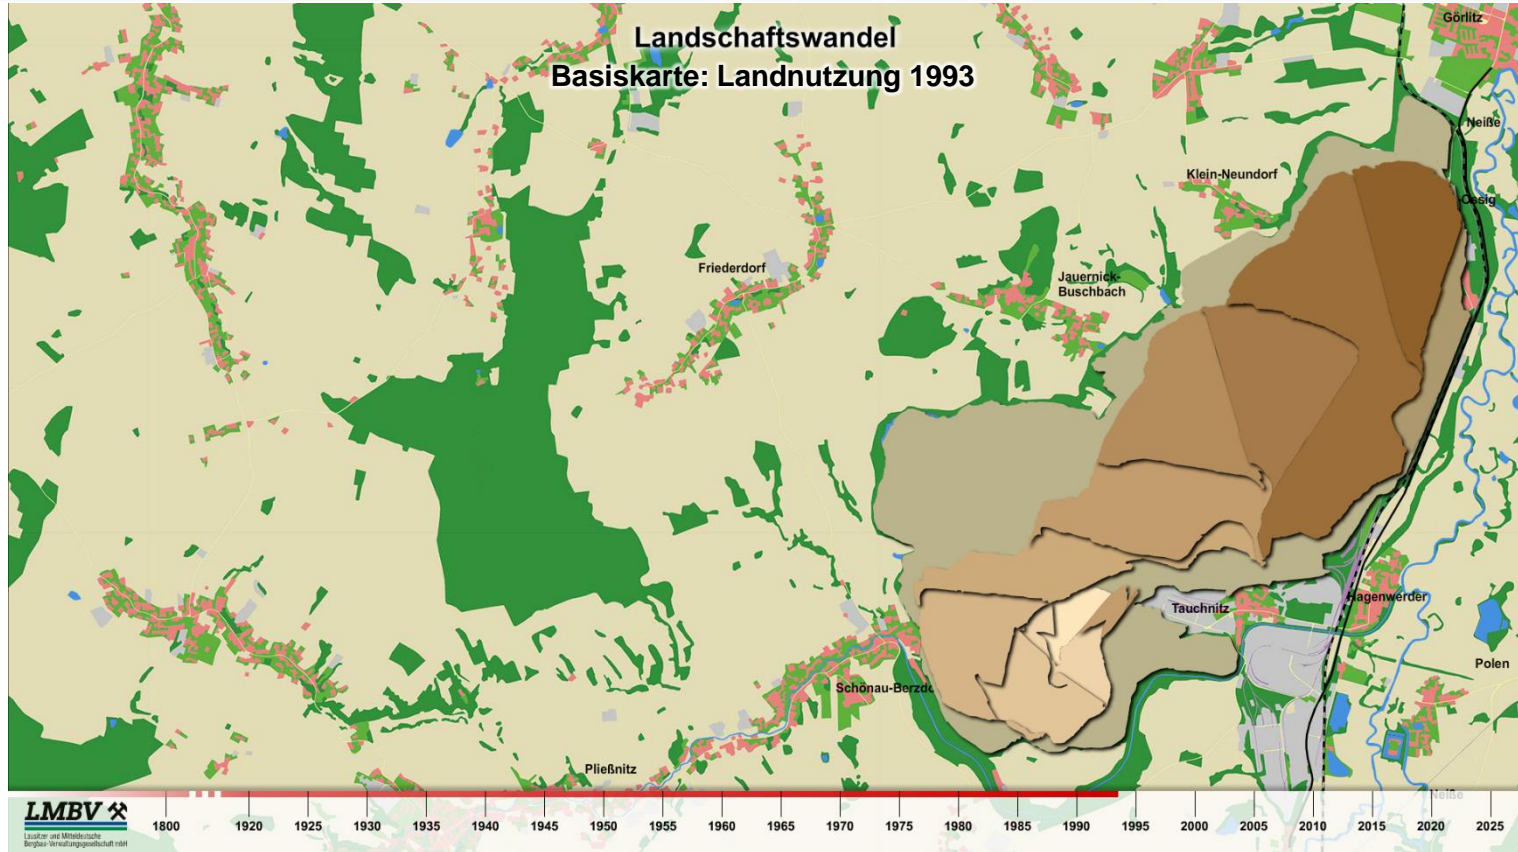 Landschaftswandel
Basiskarte: Landnutzung 1993
Görlitz
Neiße
Klein-Neundorf
Ossig
Friederdorf
Jauernick-
Buschbach
Tauchnitz
Hagenwerder
Polen
Schönau-Berzdo
Pließnitz
Neiße
LMBV
Lausitzer und Mitteldeutsche
Bergbau-Verwaltungsgesellschaft mbH
1800 1920 1925 1930 1935 1940 1945 1950 1955 1960 1965 1970 1975 1980 1985 1990 1995 2000 2005 2010 2015 2020 2025